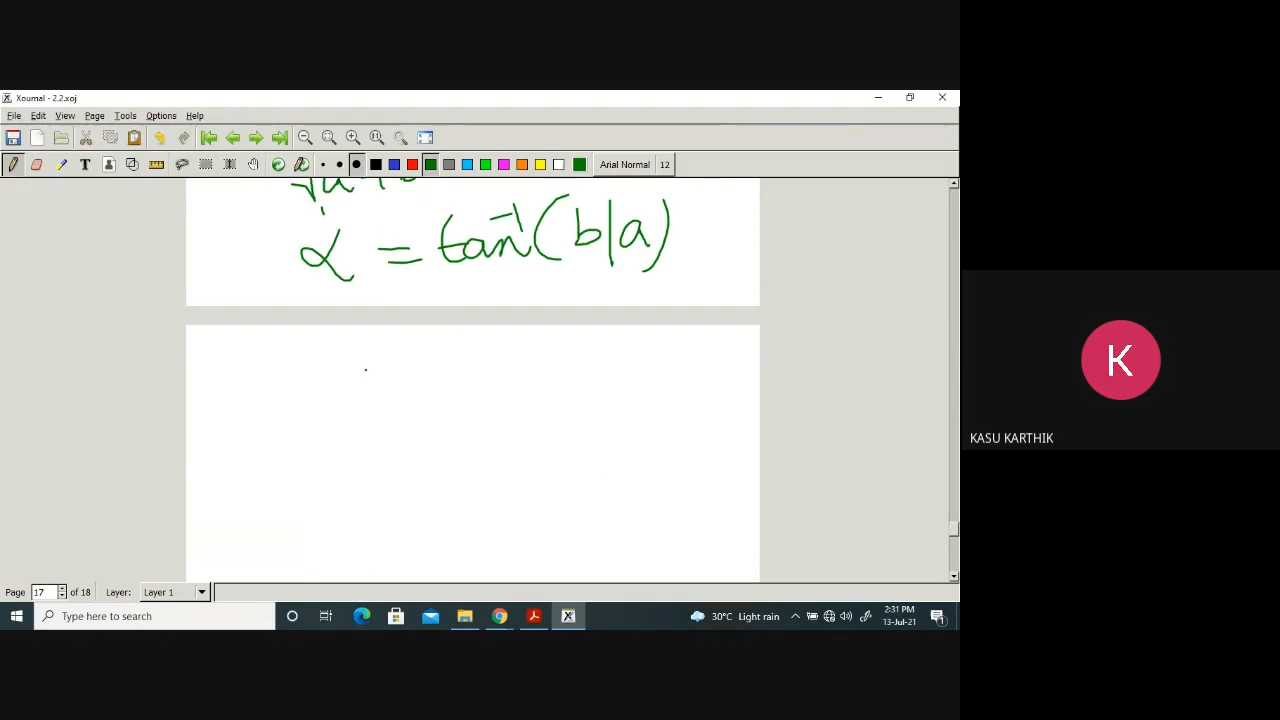 Xournal - 2.2.xoj
File Edit View Page Tools Options Help
Arial Normal 12
α = tan⁻¹(b|a)
K
KASU KARTHIK
Page 17 of 18 Layer: Layer 1
Type here to search
30°C Light rain
2:31 PM
13-Jul-21
1